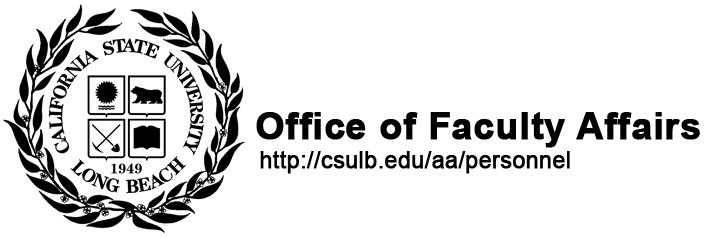 CALIFORNIA STATE UNIVERSITY
1949
LONG BEACH
Office of Faculty Affairs
http://csulb.edu/aa/personnel